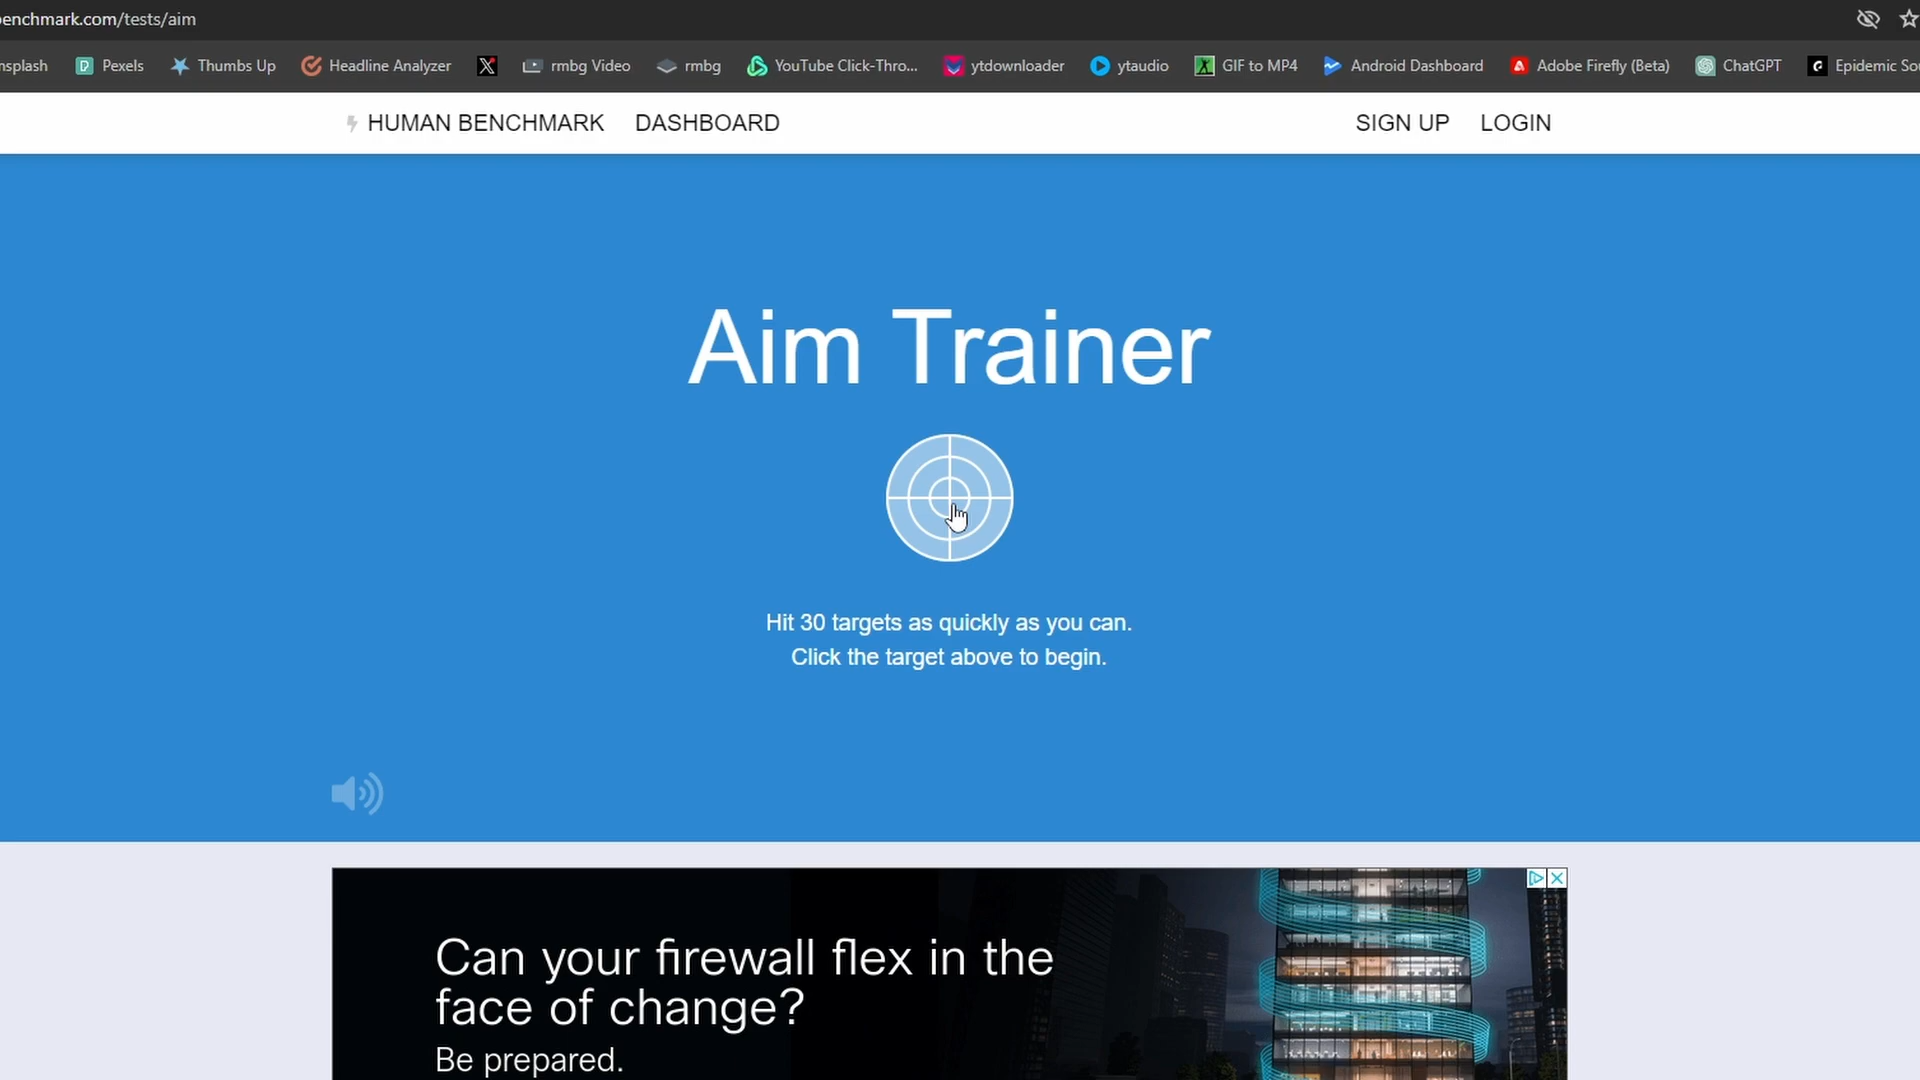 enchmark.com/tests/aim
nsplash Pexels Thumbs Up Headline Analyzer X rmbg Video rmbg YouTube Click-Thro... ytdownloader ytaudio GIF to MP4 Android Dashboard Adobe Firefly (Beta) ChatGPT Epidemic Sou
HUMAN BENCHMARK DASHBOARD SIGN UP LOGIN
Aim Trainer
Hit 30 targets as quickly as you can.
Click the target above to begin.
Can your firewall flex in the
face of change?
Be prepared.